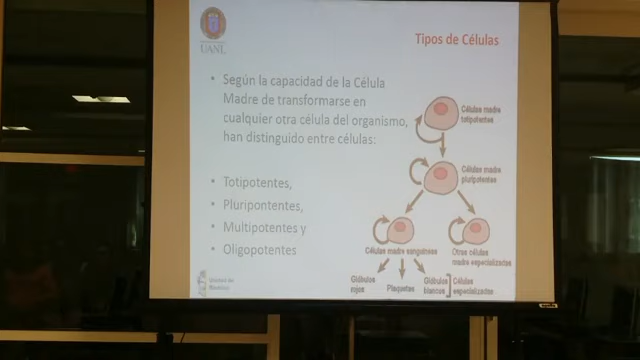 UANL
Tipos de Células
• Según la capacidad de la Célula
Madre de transformarse en
cualquier otra célula del organismo,
han distinguido entre células:
• Totipotentes,
• Pluripontentes,
• Multipotentes y
• Oligopotentes
Células madre
totipotentes
Células madre
pluripotentes
Células madre sanguíneas
Otras células
madre especializadas
Glóbulos
rojos
Plaquetas
Glóbulos
blancos
Células
especializadas